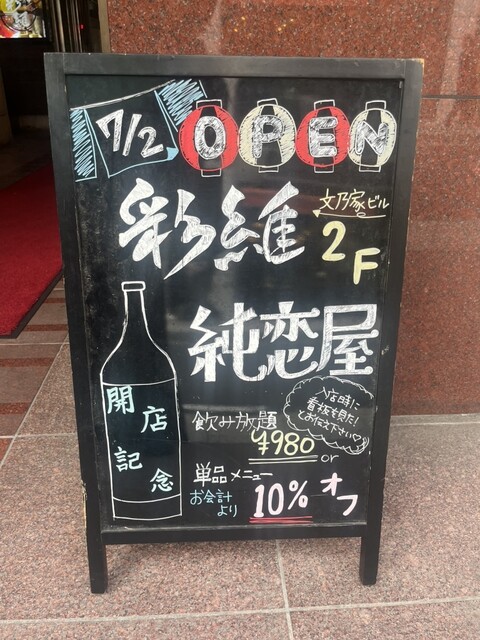 7/2 OPEN
彩維
文乃家ビル
2F
純恋屋
開店
記念
入店時に
看板を見た!
とお伝え下さい♡
飲み放題
¥980
or
単品メニュー
お会計
より
10%オフ